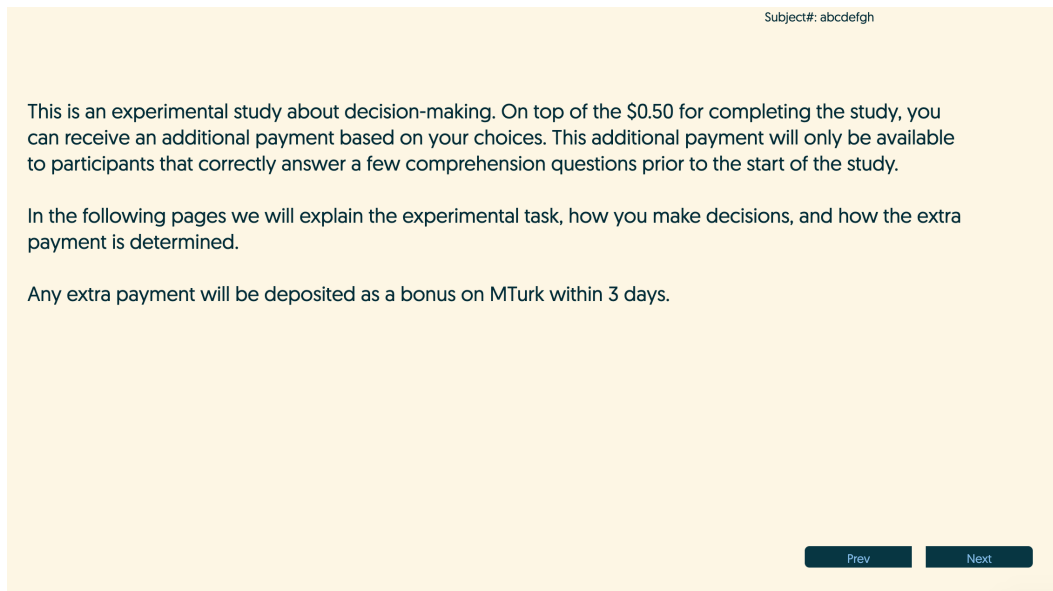 Subject#: abcdefgh
This is an experimental study about decision-making. On top of the $0.50 for completing the study, you
can receive an additional payment based on your choices. This additional payment will only be available
to participants that correctly answer a few comprehension questions prior to the start of the study.
In the following pages we will explain the experimental task, how you make decisions, and how the extra
payment is determined.
Any extra payment will be deposited as a bonus on MTurk within 3 days.
Prev Next